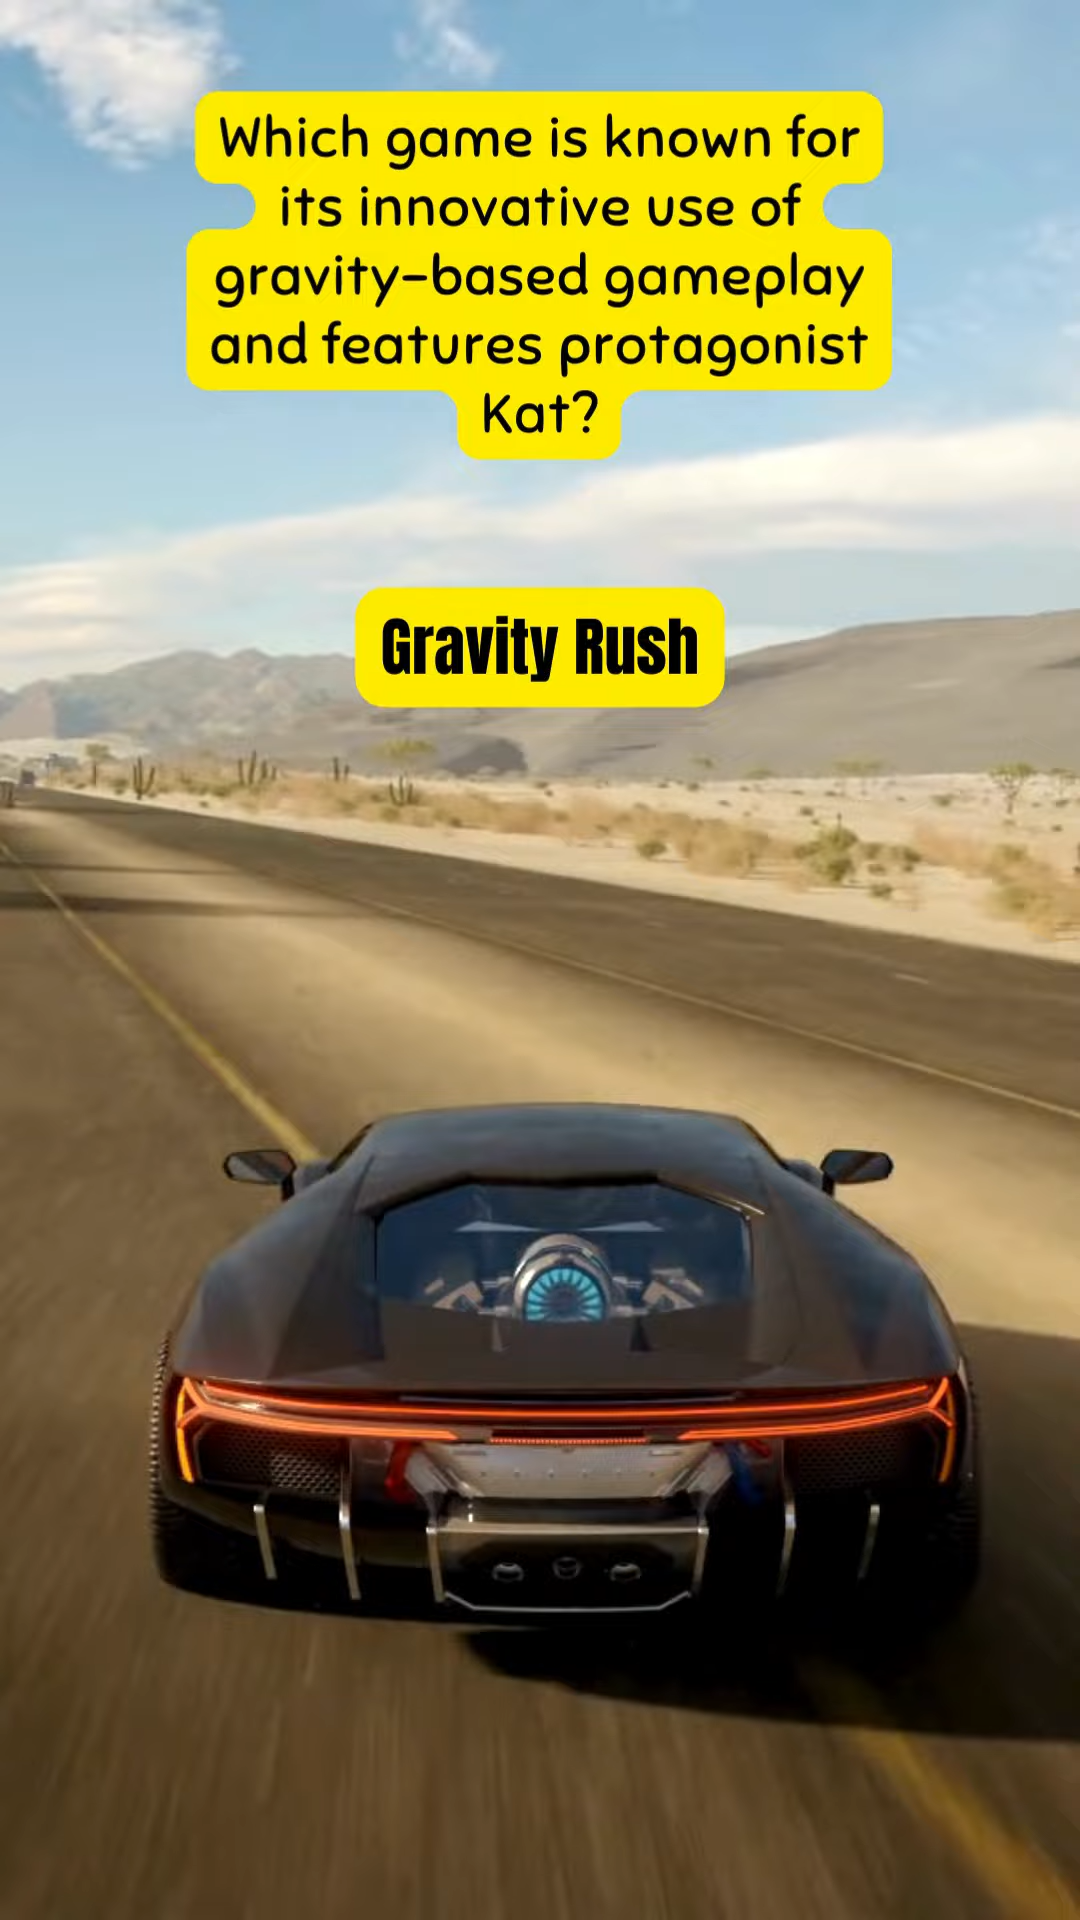 Which game is known for
its innovative use of
gravity-based gameplay
and features protagonist
Kat?
Gravity Rush